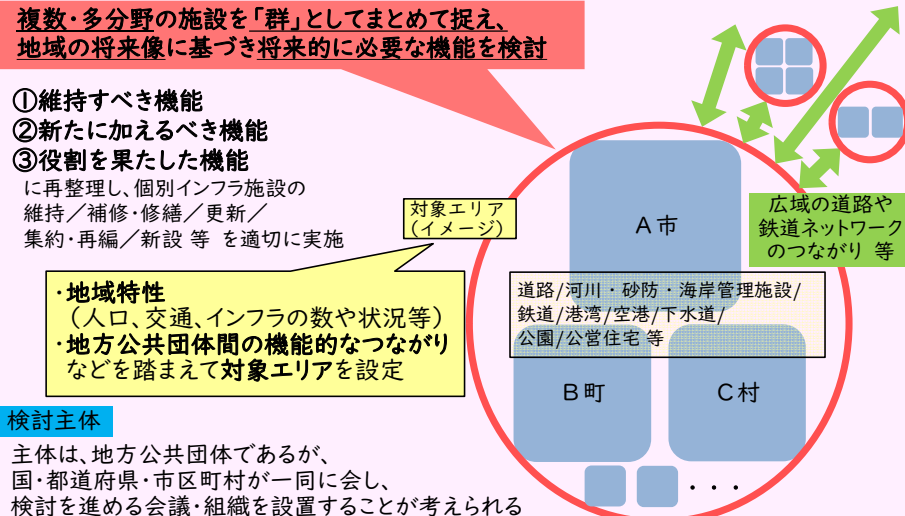 複数・多分野の施設を「群」としてまとめて捉え、
地域の将来像に基づき将来的に必要な機能を検討
①維持すべき機能
②新たに加えるべき機能
③役割を果たした機能
に再整理し、個別インフラ施設の
維持／補修・修繕／更新／
集約・再編／新設 等 を適切に実施
対象エリア
(イメージ)
・地域特性
（人口、交通、インフラの数や状況等）
・地方公共団体間の機能的なつながり
などを踏まえて対象エリアを設定
A市
広域の道路や
鉄道ネットワーク
のつながり 等
道路/河川・砂防・海岸管理施設/
鉄道/港湾/空港/下水道/
公園/公営住宅 等
B町
C村
・・・
検討主体
主体は、地方公共団体であるが、
国・都道府県・市区町村が一同に会し、
検討を進める会議・組織を設置することが考えられる